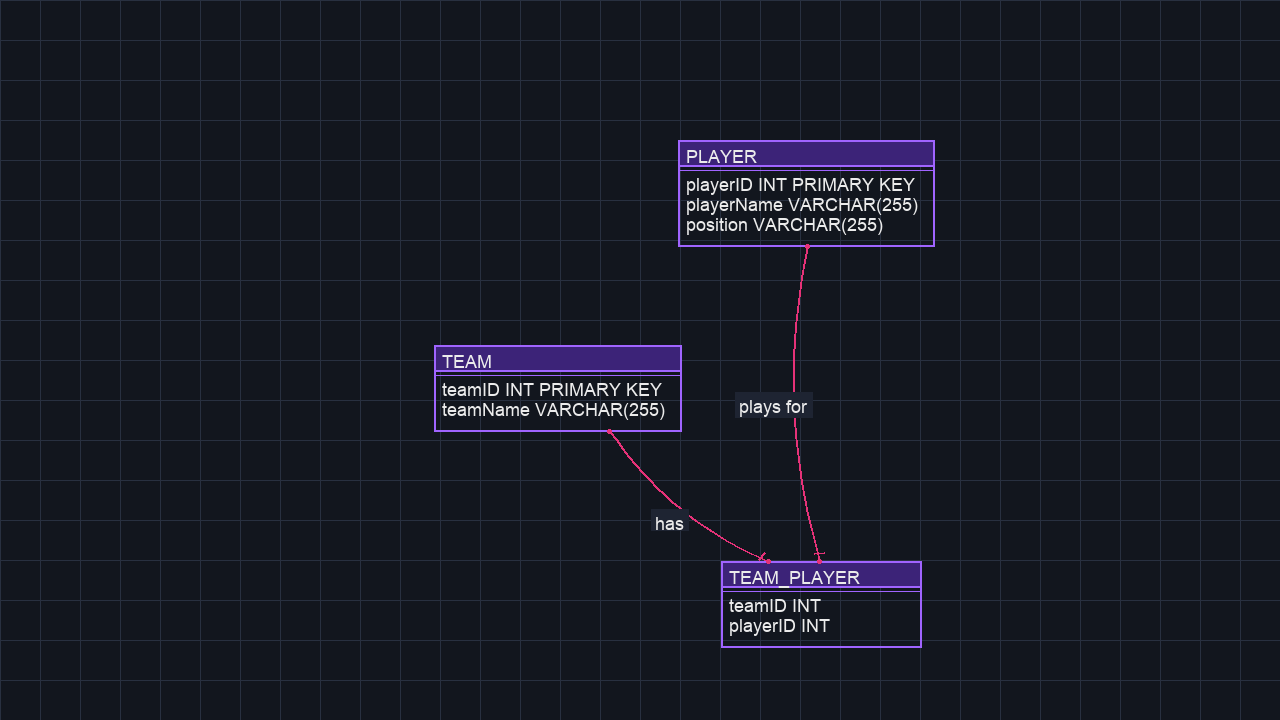 PLAYER
playerID INT PRIMARY KEY
playerName VARCHAR(255)
position VARCHAR(255)
TEAM
teamID INT PRIMARY KEY
teamName VARCHAR(255)
plays for
has
TEAM_PLAYER
teamID INT
playerID INT